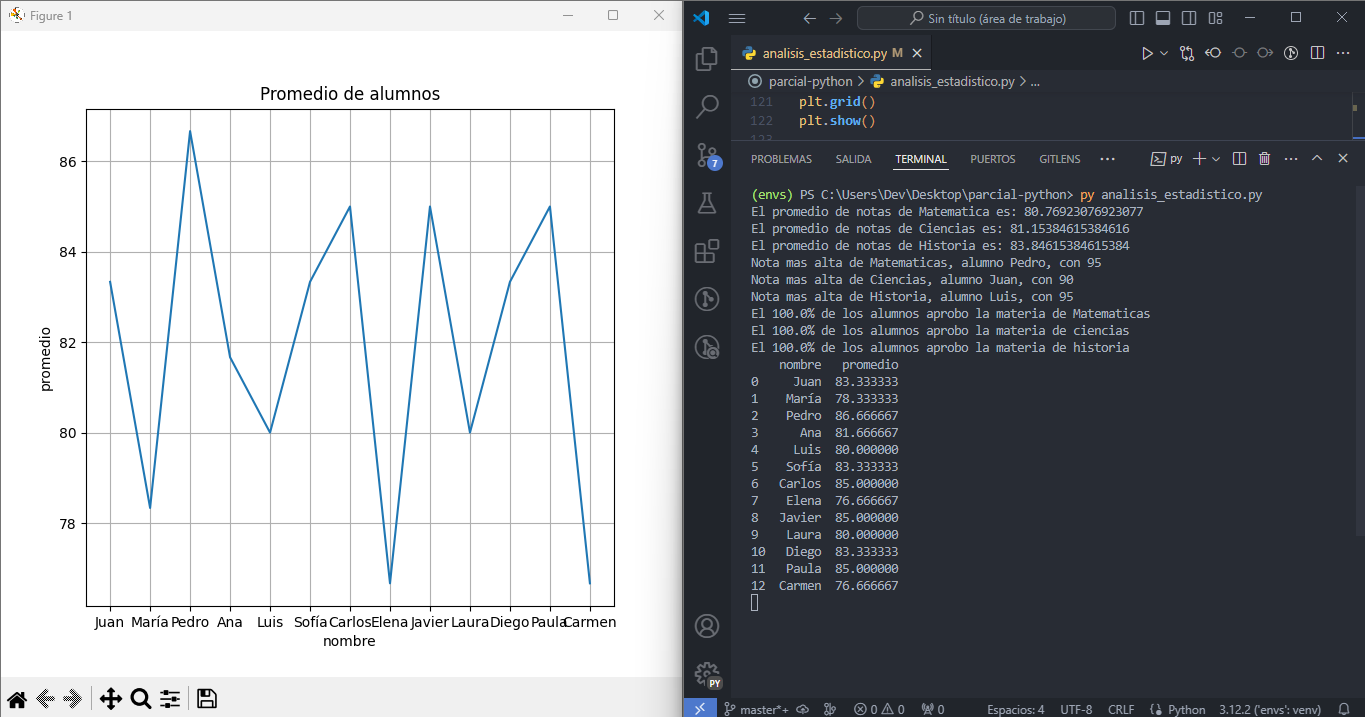 Figure 1
Promedio de alumnos
86
84
82
80
78
promedio
Juan María Pedro Ana Luis Sofía Carlos Elena Javier Laura Diego Paula Carmen
nombre
Sin título (área de trabajo)
analisis_estadistico.py M
parcial-python > analisis_estadistico.py > ...
121 plt.grid()
122 plt.show()
123
PROBLEMAS SALIDA TERMINAL PUERTOS GITLENS ... py
7
(envs) PS C:\Users\Dev\Desktop\parcial-python> py analisis_estadistico.py
El promedio de notas de Matematica es: 80.76923076923077
El promedio de notas de Ciencias es: 81.15384615384616
El promedio de notas de Historia es: 83.84615384615384
Nota mas alta de Matematicas, alumno Pedro, con 95
Nota mas alta de Ciencias, alumno Juan, con 90
Nota mas alta de Historia, alumno Luis, con 95
El 100.0% de los alumnos aprobo la materia de Matematicas
El 100.0% de los alumnos aprobo la materia de ciencias
El 100.0% de los alumnos aprobo la materia de historia
nombre promedio
0 Juan 83.333333
1 María 78.333333
2 Pedro 86.666667
3 Ana 81.666667
4 Luis 80.000000
5 Sofía 83.333333
6 Carlos 85.000000
7 Elena 76.666667
8 Javier 85.000000
9 Laura 80.000000
10 Diego 83.333333
11 Paula 85.000000
12 Carmen 76.666667
PY
master*+ 0 0 0 Espacios: 4 UTF-8 CRLF Python 3.12.2 ('envs': venv)